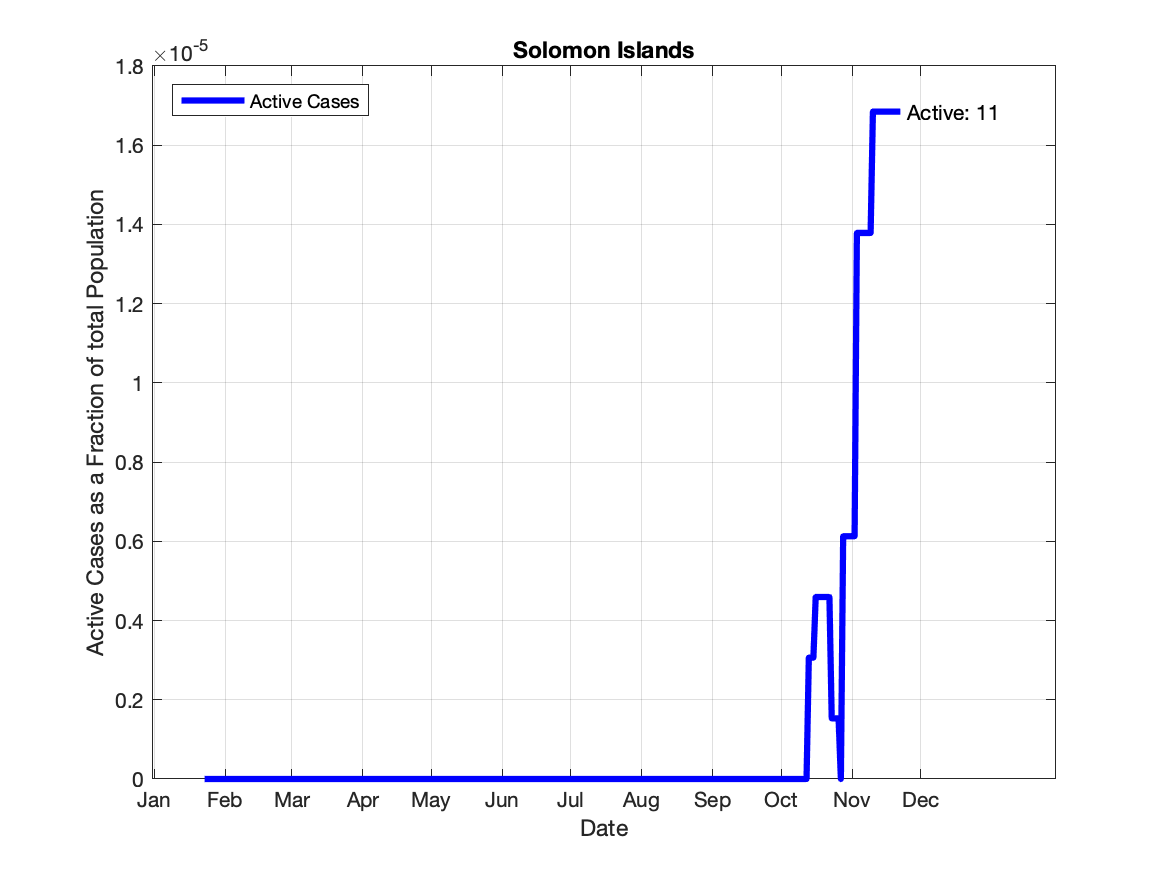 Solomon Islands
×10-5
1.8
1.6
1.4
1.2
1
0.8
0.6
0.4
0.2
0
Active Cases as a Fraction of total Population
Active Cases
Active: 11
Jan Feb Mar Apr May Jun Jul Aug Sep Oct Nov Dec
Date